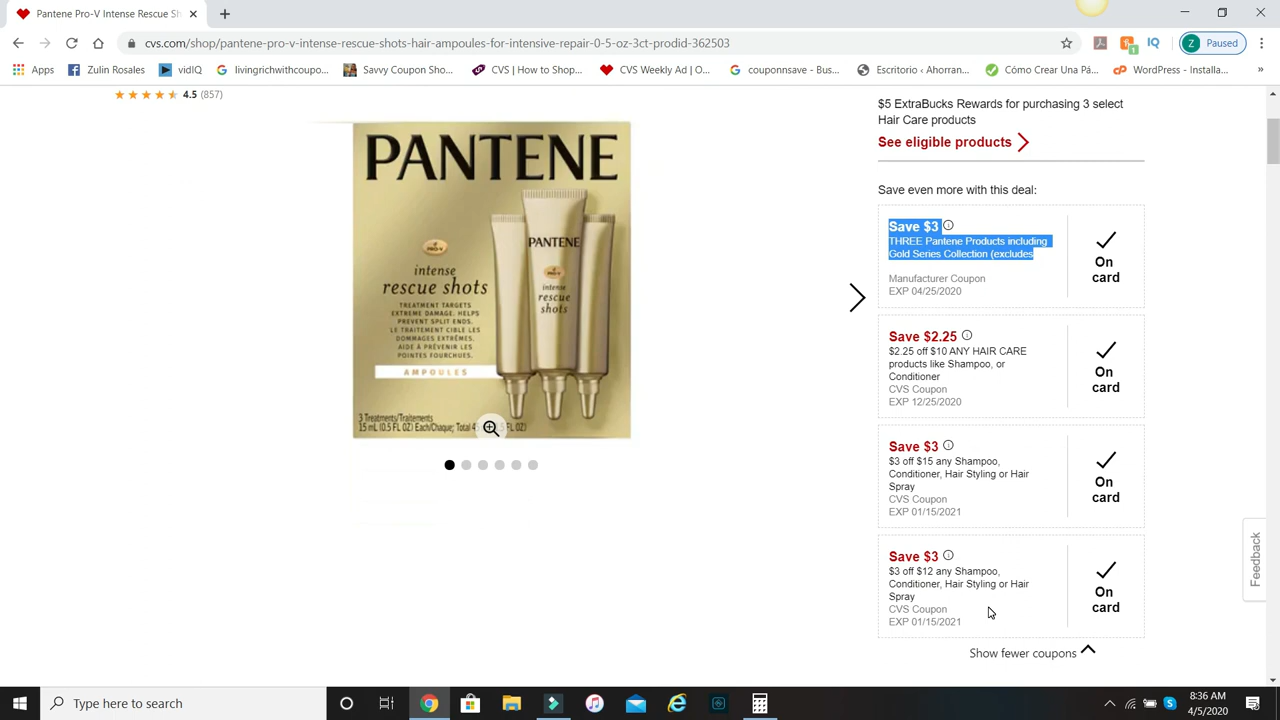 Pantene Pro-V Intense Rescue Sh
cvs.com/shop/pantene-pro-v-intense-rescue-shots-hair-ampoules-for-intensive-repair-0-5-oz-3ct-prodid-362503
Z Paused
Apps Zulin Rosales vidIQ livingrichwithcoupo... Savvy Coupon Sho... CVS | How to Shop... CVS Weekly Ad | O... couponnsave - Bus... Escritorio ‹ Ahorran... Cómo Crear Una Pá... WordPress - Installa...
4.5 (857)
$5 ExtraBucks Rewards for purchasing 3 select
Hair Care products
See eligible products
Save even more with this deal:
Save $3
THREE Pantene Products including
Gold Series Collection (excludes
Manufacturer Coupon
EXP 04/25/2020
On
card
Save $2.25
$2.25 off $10 ANY HAIR CARE
products like Shampoo, or
Conditioner
CVS Coupon
EXP 12/25/2020
On
card
Save $3
$3 off $15 any Shampoo,
Conditioner, Hair Styling or Hair
Spray
CVS Coupon
EXP 01/15/2021
On
card
Save $3
$3 off $12 any Shampoo,
Conditioner, Hair Styling or Hair
Spray
CVS Coupon
EXP 01/15/2021
On
card
Show fewer coupons
PANTENE
PRO-V
intense
rescue shots
TREATMENT TARGETS
EXTREME DAMAGE. HELPS
PREVENT SPLIT ENDS.
LE TRAITEMENT CIBLE LES
DOMMAGES EXTRÊMES.
AIDE À PRÉVENIR LES
POINTES FOURCHUES.
AMPOULES
3 Treatments/Traitements
15 mL (0.5 FL OZ) Each/Chaque; Total 45 FL OZ)
PANTENE
intense
rescue
shots
Feedback
Type here to search
8:36 AM
4/5/2020